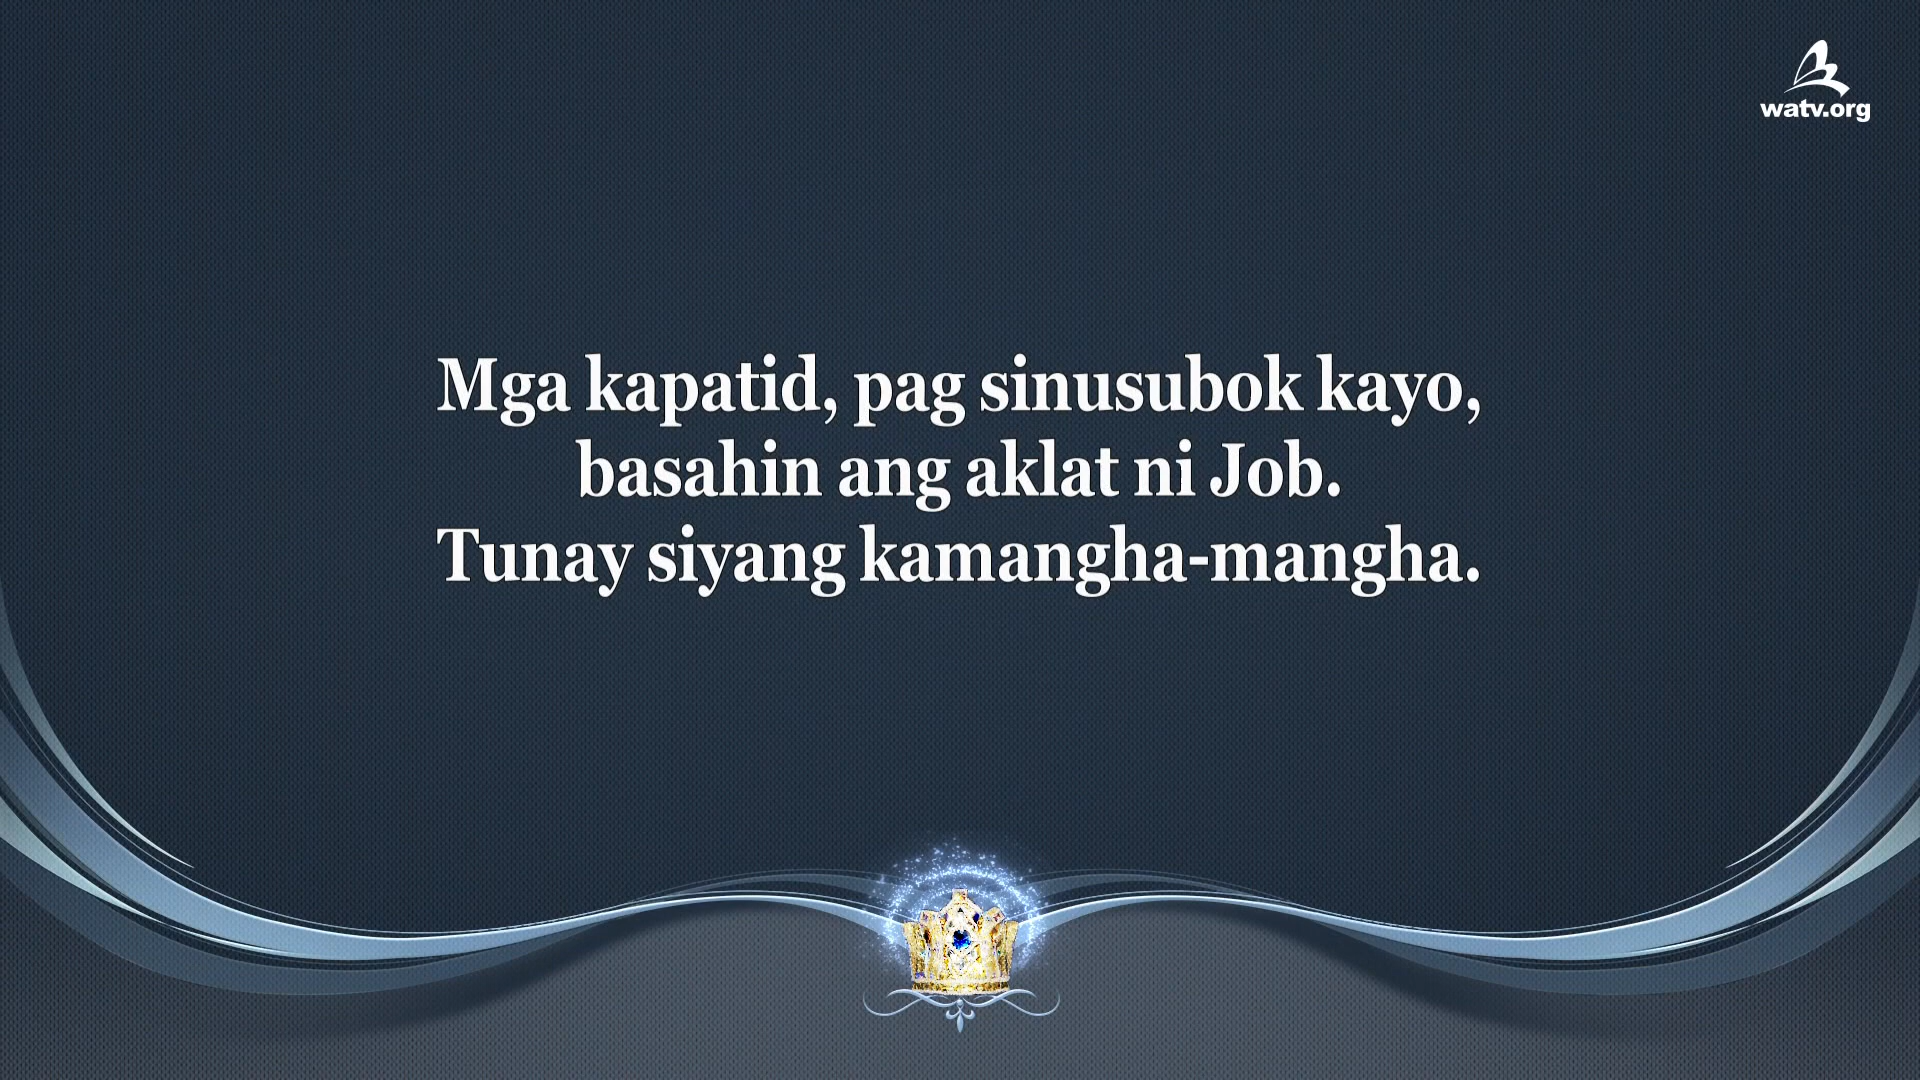 watv.org
Mga kapatid, pag sinusubok kayo,
basahin ang aklat ni Job.
Tunay siyang kamangha-mangha.